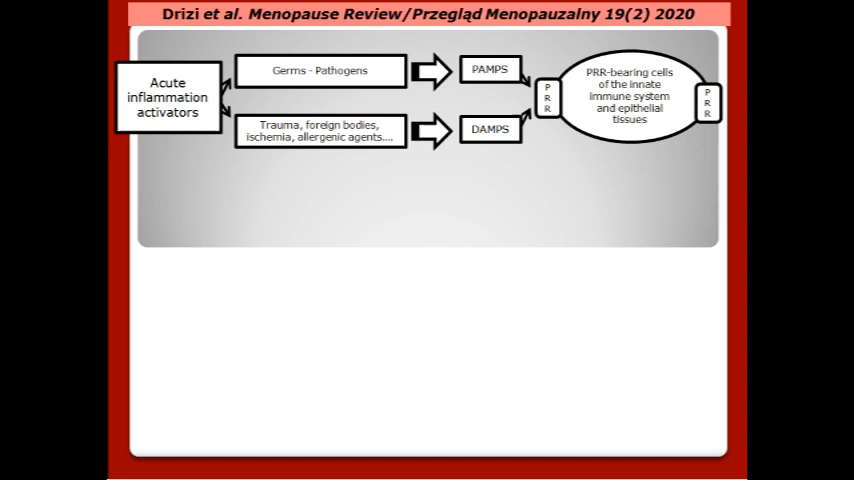 Drizi et al. Menopause Review/Przegląd Menopauzalny 19(2) 2020
Acute
inflammation
activators
Germs - Pathogens
Trauma, foreign bodies,
ischemia, allergenic agents....
PAMPS
DAMPS
P
R
R
PRR-bearing cells
of the innate
immune system
and epithelial
tissues
P
R
R